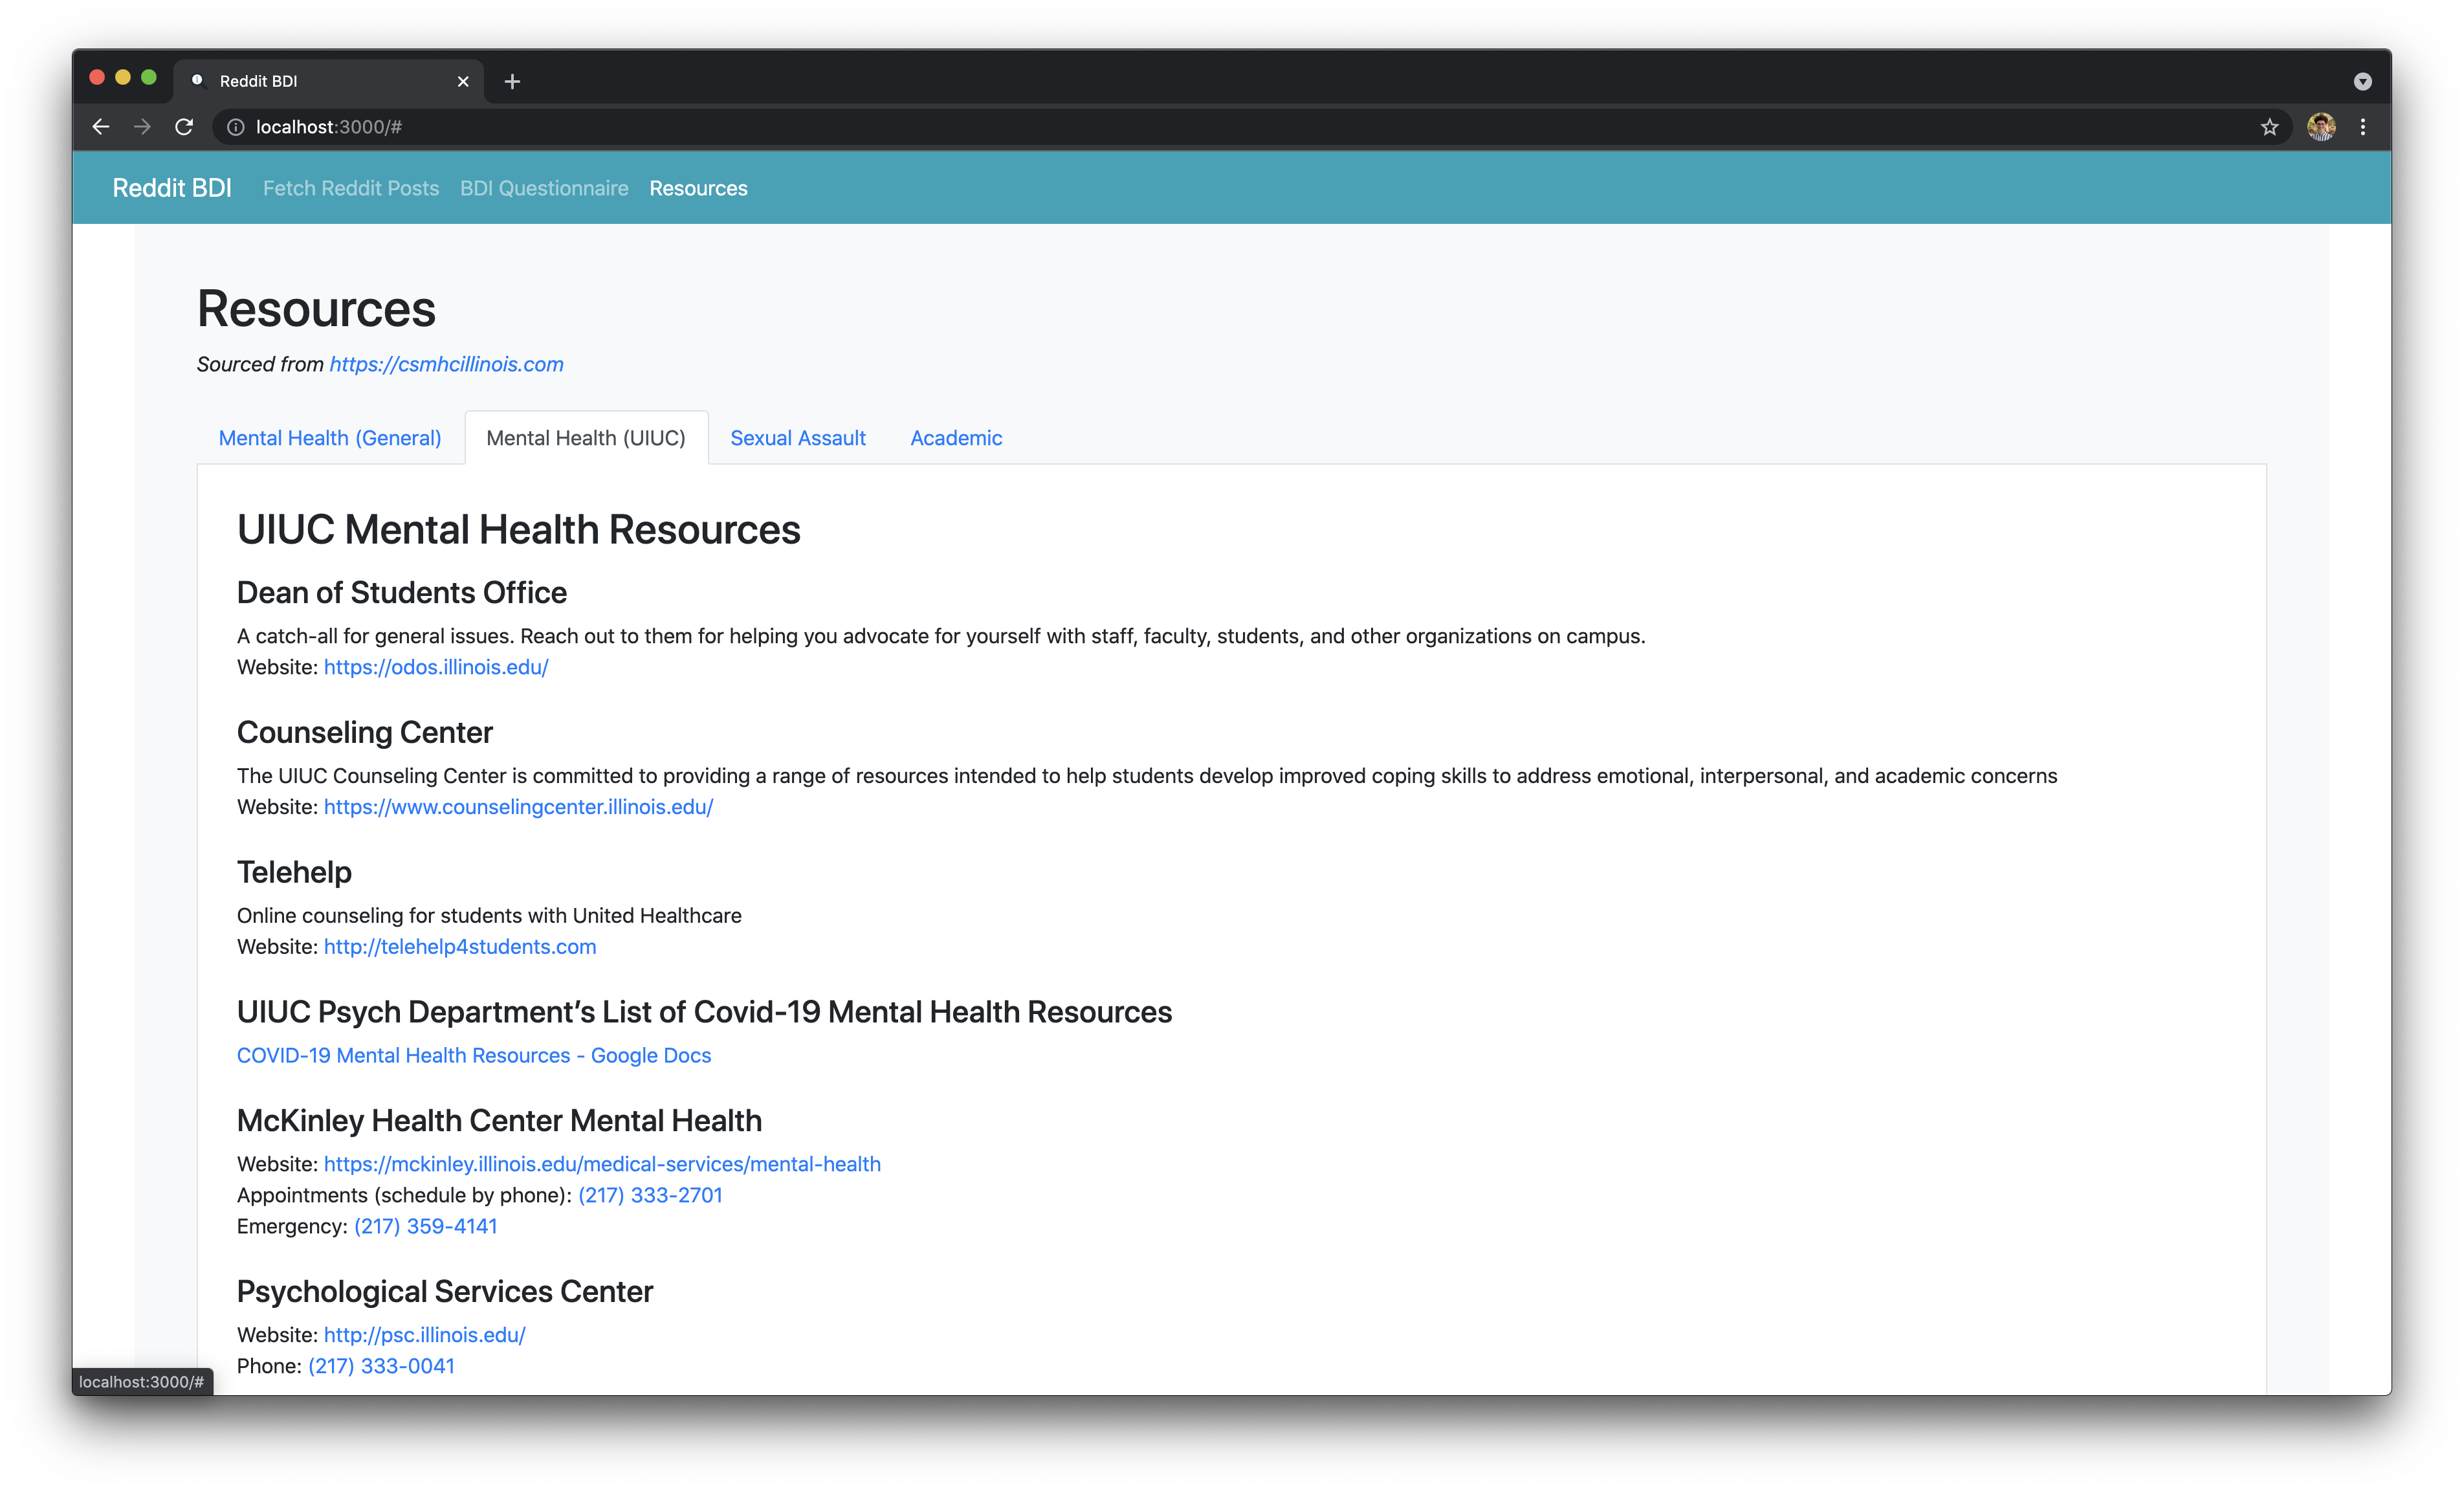 Reddit BDI
localhost:3000/#
Reddit BDI Fetch Reddit Posts BDI Questionnaire Resources
Resources
Sourced from https://csmhcillinois.com
Mental Health (General) Mental Health (UIUC) Sexual Assault Academic
UIUC Mental Health Resources
Dean of Students Office
A catch-all for general issues. Reach out to them for helping you advocate for yourself with staff, faculty, students, and other organizations on campus.
Website: https://odos.illinois.edu/
Counseling Center
The UIUC Counseling Center is committed to providing a range of resources intended to help students develop improved coping skills to address emotional, interpersonal, and academic concerns
Website: https://www.counselingcenter.illinois.edu/
Telehelp
Online counseling for students with United Healthcare
Website: http://telehelp4students.com
UIUC Psych Department’s List of Covid-19 Mental Health Resources
COVID-19 Mental Health Resources - Google Docs
McKinley Health Center Mental Health
Website: https://mckinley.illinois.edu/medical-services/mental-health
Appointments (schedule by phone): (217) 333-2701
Emergency: (217) 359-4141
Psychological Services Center
Website: http://psc.illinois.edu/
Phone: (217) 333-0041
localhost:3000/#